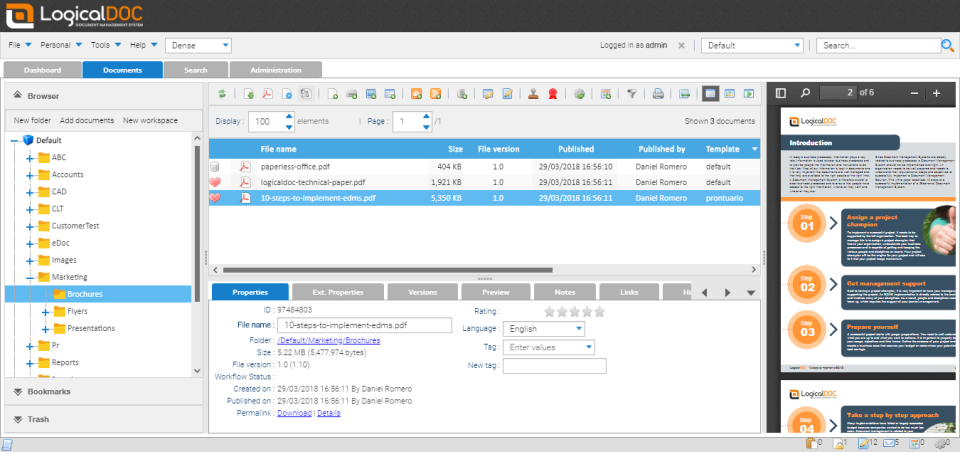 LogicalDOC
DOCUMENT MANAGEMENT SYSTEM
File Personal Tools Help Dense Logged in as admin Default Search...
Dashboard Documents Search Administration
Browser
New folder Add documents New workspace
Default
ABC
Accounts
CAD
CLT
CustomerTest
eDoc
Images
Marketing
Brochures
Flyers
Presentations
Pr
Reports
Bookmarks
Trash
Display : 100 elements Page : 1 /1 Shown 3 documents
File name Size File version Published Published by Template
paperless-office.pdf 404 KB 1.0 29/03/2018 16:56:10 Daniel Romero default
logicaldoc-technical-paper.pdf 1,921 KB 1.0 29/03/2018 16:56:11 Daniel Romero default
10-steps-to-implement-edms.pdf 5,350 KB 1.0 29/03/2018 16:56:11 Daniel Romero prontuario
Properties Ext. Properties Versions Preview Notes Links Hi
ID : 97484803
File name : 10-steps-to-implement-edms.pdf
Folder : /Default/Marketing/Brochures
Size : 5.22 MB (5,477,974 bytes)
File version : 1.0 (1.10)
Workflow Status :
Created on : 29/03/2018 16:56:11 By Daniel Romero
Published on : 29/03/2018 16:56:11 By Daniel Romero
Permalink : Download | Details
Rating :
Language : English
Tag : Enter values
New tag :
2 of 6
LogicalDOC
Introduction
Step
01
Assign a project
champion
Step
02
Get management support
Step
03
Prepare yourself
LogicalDOC
Step
04
Take a step by step approach
0 1 12 5 0 0